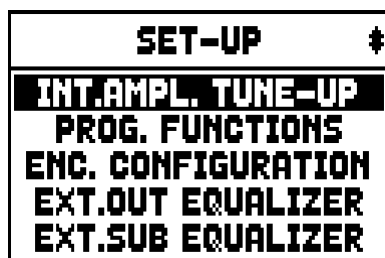 SET-UP
INT.AMPL. TUNE-UP
PROG. FUNCTIONS
ENC. CONFIGURATION
EXT.OUT EQUALIZER
EXT.SUB EQUALIZER